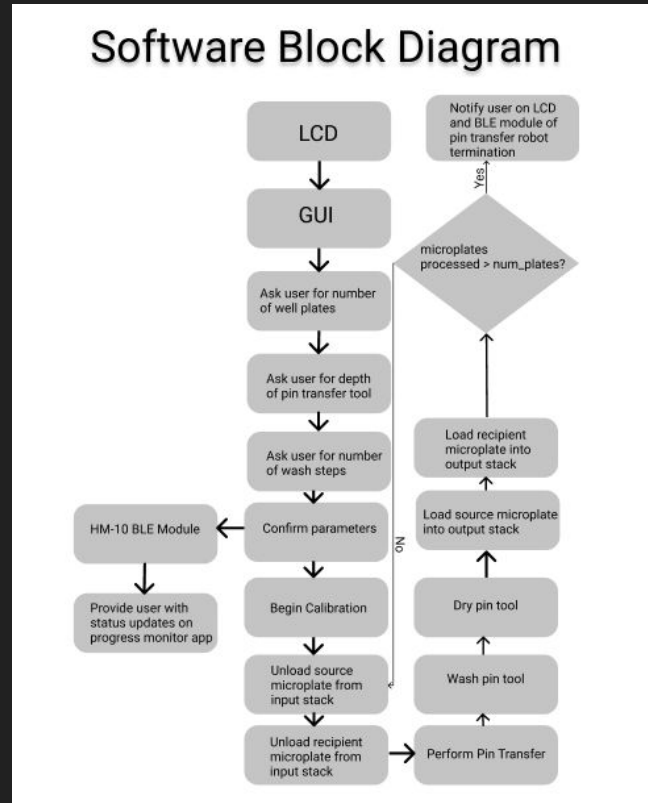 Software Block Diagram
LCD
GUI
Ask user for number
of well plates
Ask user for depth
of pin transfer tool
Ask user for number
of wash steps
Confirm parameters
HM-10 BLE Module
Provide user with
status updates on
progress monitor app
Begin Calibration
Unload source
microplate from
input stack
Unload recipient
microplate from
input stack
Perform Pin Transfer
Wash pin tool
Dry pin tool
Load source microplate
into output stack
Load recipient
microplate into
output stack
microplates
processed > num_plates?
No
Yes
Notify user on LCD
and BLE module of
pin transfer robot
termination